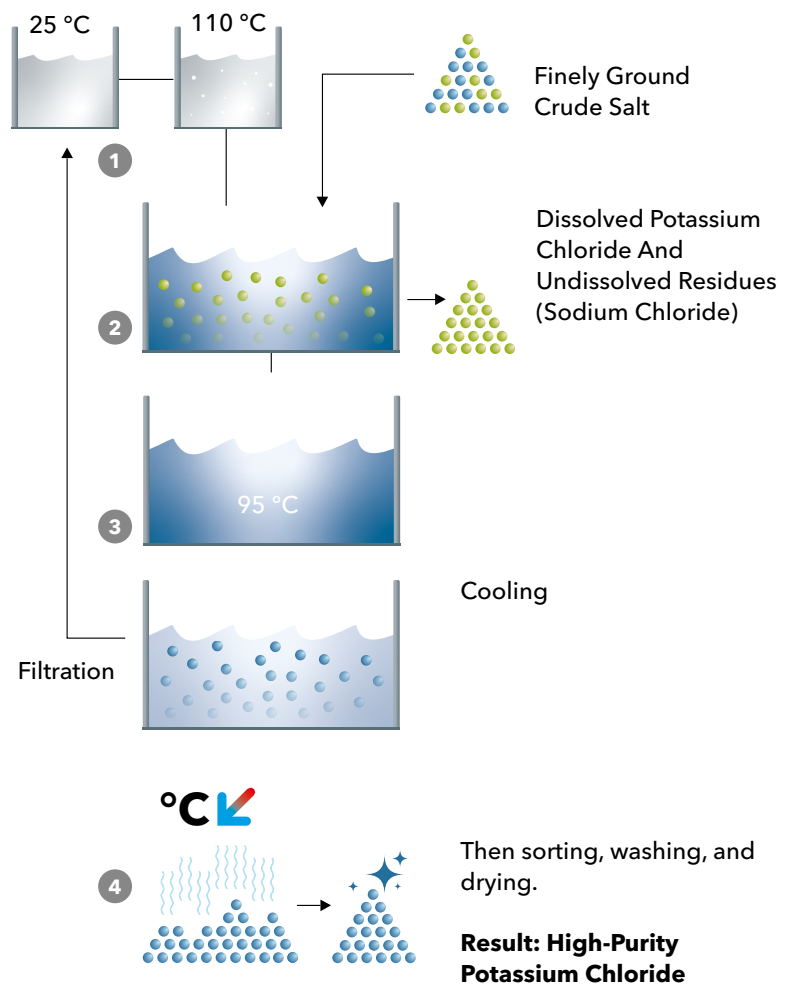 25 °C
110 °C
Finely Ground
Crude Salt
1
Dissolved Potassium
Chloride And
Undissolved Residues
(Sodium Chloride)
2
95 °C
3
Cooling
Filtration
°C
4
Then sorting, washing, and
drying.
Result: High-Purity
Potassium Chloride